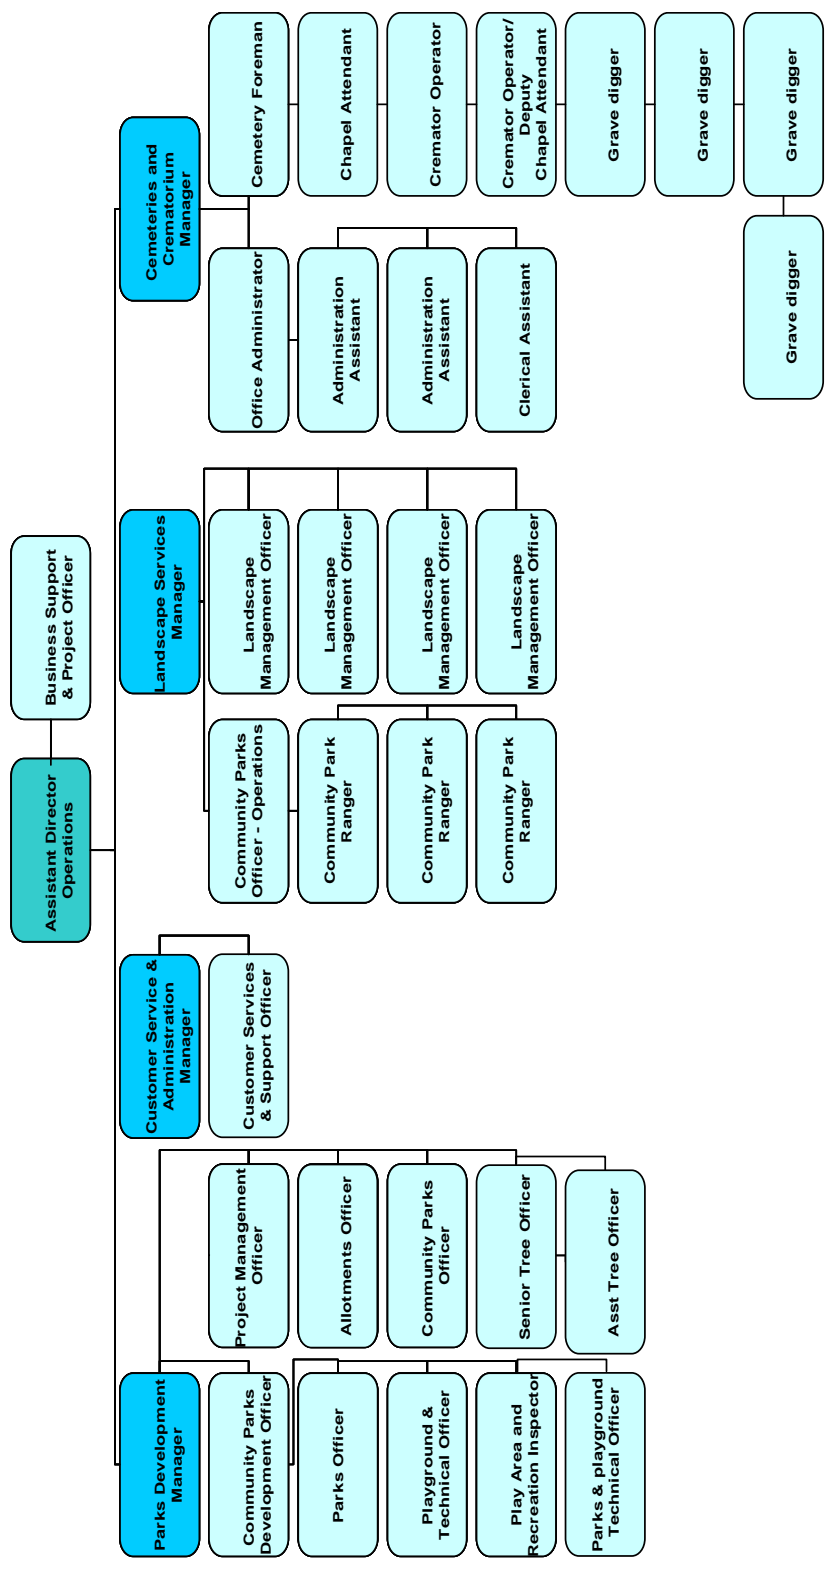 Assistant Director
Operations
Business Support
& Project Officer
Parks Development
Manager
Customer Service &
Administration
Manager
Landscape Services
Manager
Cemeteries and
Crematorium
Manager
Community Parks
Development Officer
Project Management
Officer
Customer Services
& Support Officer
Community Parks
Officer - Operations
Landscape
Management Officer
Office Administrator
Cemetery Foreman
Parks Officer
Allotments Officer
Community Park
Ranger
Landscape
Management Officer
Administration
Assistant
Chapel Attendant
Playground &
Technical Officer
Community Parks
Officer
Community Park
Ranger
Landscape
Management Officer
Administration
Assistant
Cremator Operator
Play Area and
Recreation Inspector
Senior Tree Officer
Community Park
Ranger
Landscape
Management Officer
Clerical Assistant
Cremator Operator/
Deputy
Chapel Attendant
Parks & playground
Technical Officer
Asst Tree Officer
Grave digger
Grave digger
Grave digger
Grave digger